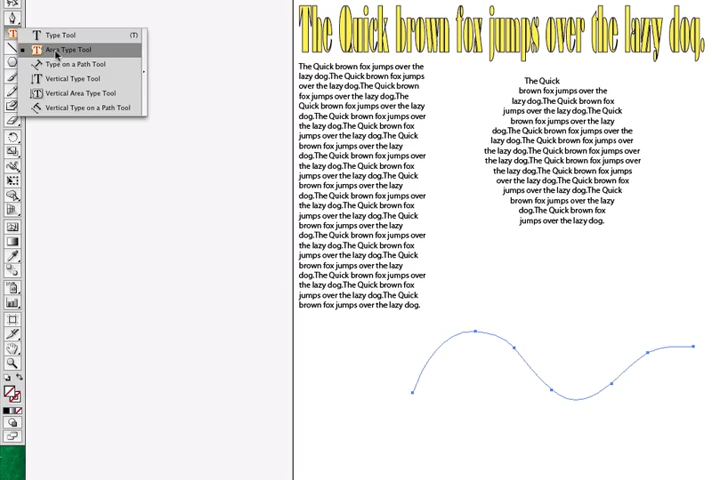 Type Tool (T)
Area Type Tool
Type on a Path Tool
Vertical Type Tool
Vertical Area Type Tool
Vertical Type on a Path Tool
The Quick brown fox jumps over the lazy dog.
The Quick brown fox jumps over the
lazy dog.The Quick brown fox jumps
over the lazy dog.The Quick brown
fox jumps over the lazy dog.The
Quick brown fox jumps over the lazy
dog.The Quick brown fox jumps over
the lazy dog.The Quick brown fox
jumps over the lazy dog.The Quick
brown fox jumps over the lazy
dog.The Quick brown fox jumps over
the lazy dog.The Quick brown fox
jumps over the lazy dog.The Quick
brown fox jumps over the lazy
dog.The Quick brown fox jumps over
the lazy dog.The Quick brown fox
jumps over the lazy dog.The Quick
brown fox jumps over the lazy
dog.The Quick brown fox jumps over
the lazy dog.The Quick brown fox
jumps over the lazy dog.The Quick
brown fox jumps over the lazy
dog.The Quick brown fox jumps over
the lazy dog.The Quick brown fox
jumps over the lazy dog.The Quick
brown fox jumps over the lazy dog.
The Quick
brown fox jumps over the
lazy dog.The Quick brown fox
jumps over the lazy dog.The Quick
brown fox jumps over the lazy
dog.The Quick brown fox jumps over the
lazy dog.The Quick brown fox jumps over
the lazy dog.The Quick brown fox jumps over
the lazy dog.The Quick brown fox jumps
over the lazy dog.The Quick brown fox
jumps over the lazy dog.The Quick
brown fox jumps over the lazy
dog.The Quick brown fox
jumps over the lazy dog.